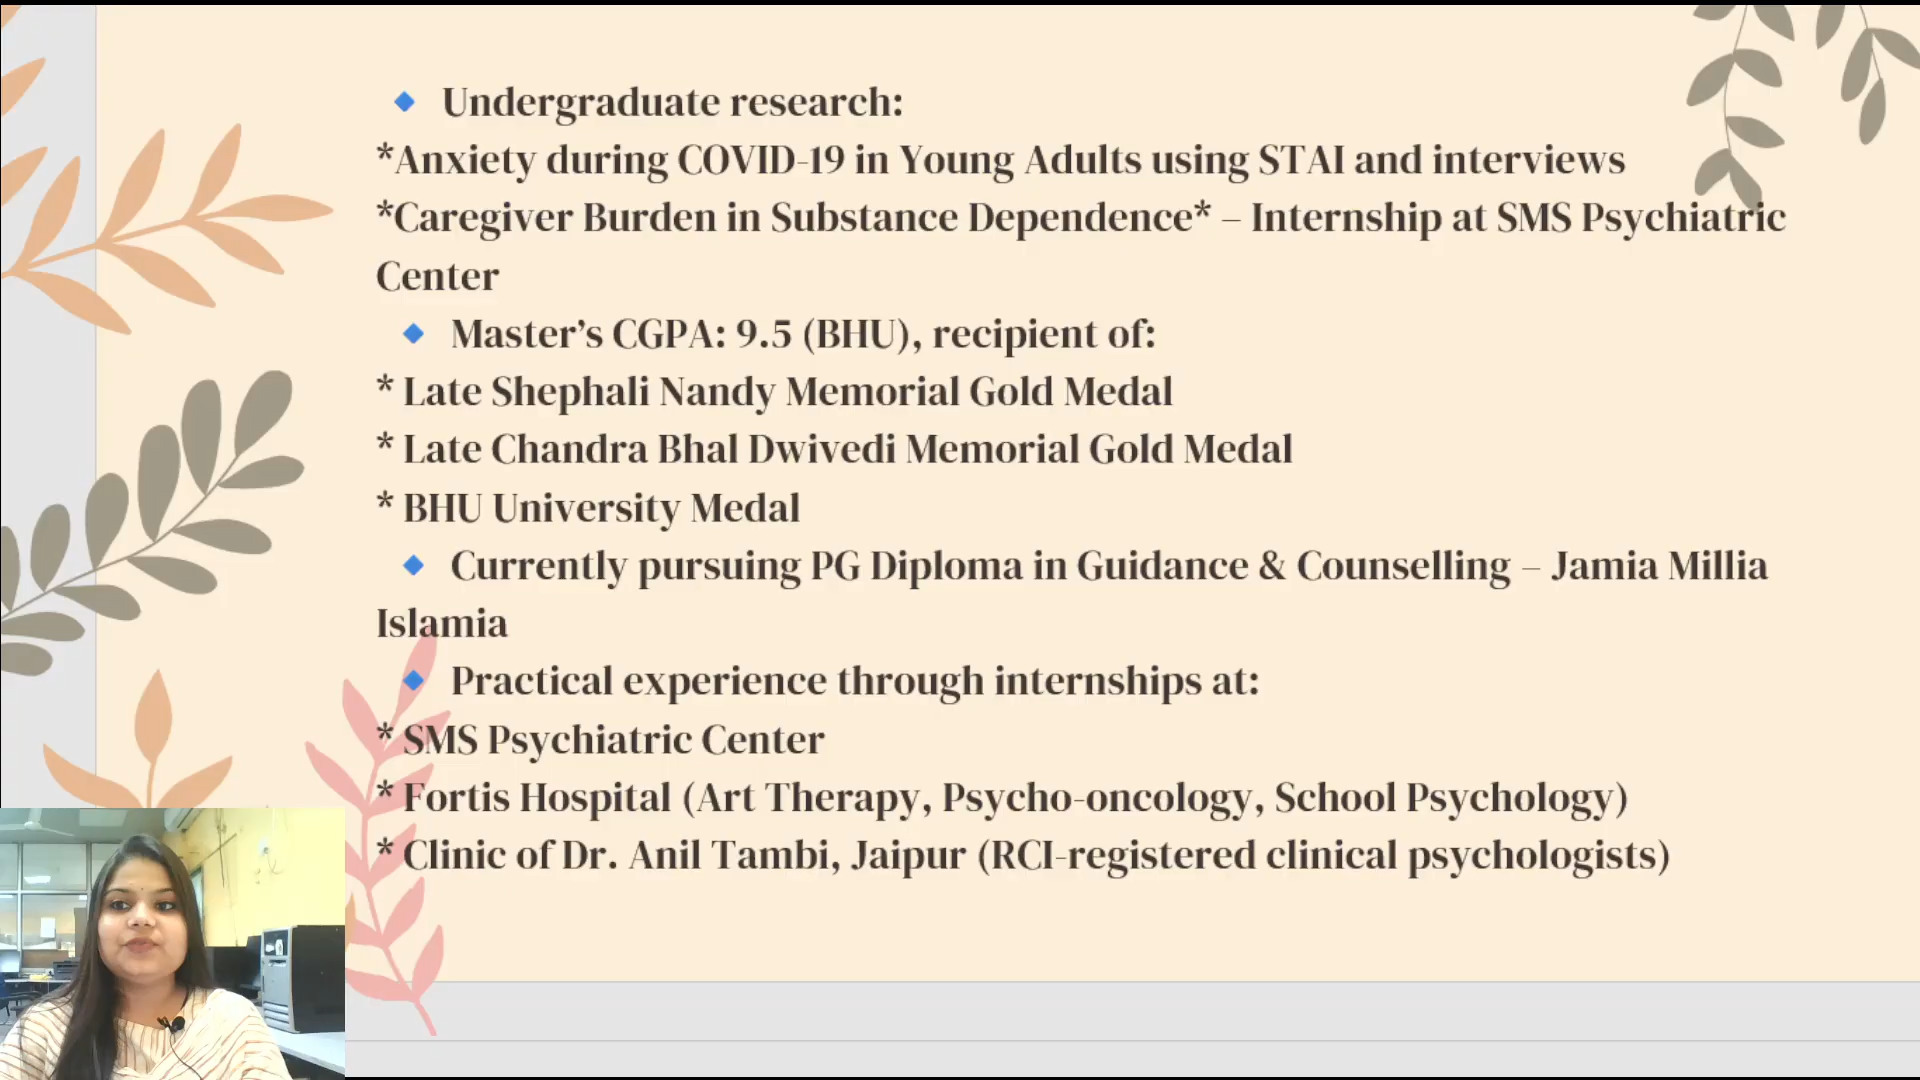 🔹 Undergraduate research:
*Anxiety during COVID-19 in Young Adults using STAI and interviews
*Caregiver Burden in Substance Dependence* – Internship at SMS Psychiatric
Center
🔹 Master’s CGPA: 9.5 (BHU), recipient of:
* Late Shephali Nandy Memorial Gold Medal
* Late Chandra Bhal Dwivedi Memorial Gold Medal
* BHU University Medal
🔹 Currently pursuing PG Diploma in Guidance & Counselling – Jamia Millia
Islamia
🔹 Practical experience through internships at:
* SMS Psychiatric Center
* Fortis Hospital (Art Therapy, Psycho-oncology, School Psychology)
* Clinic of Dr. Anil Tambi, Jaipur (RCI-registered clinical psychologists)